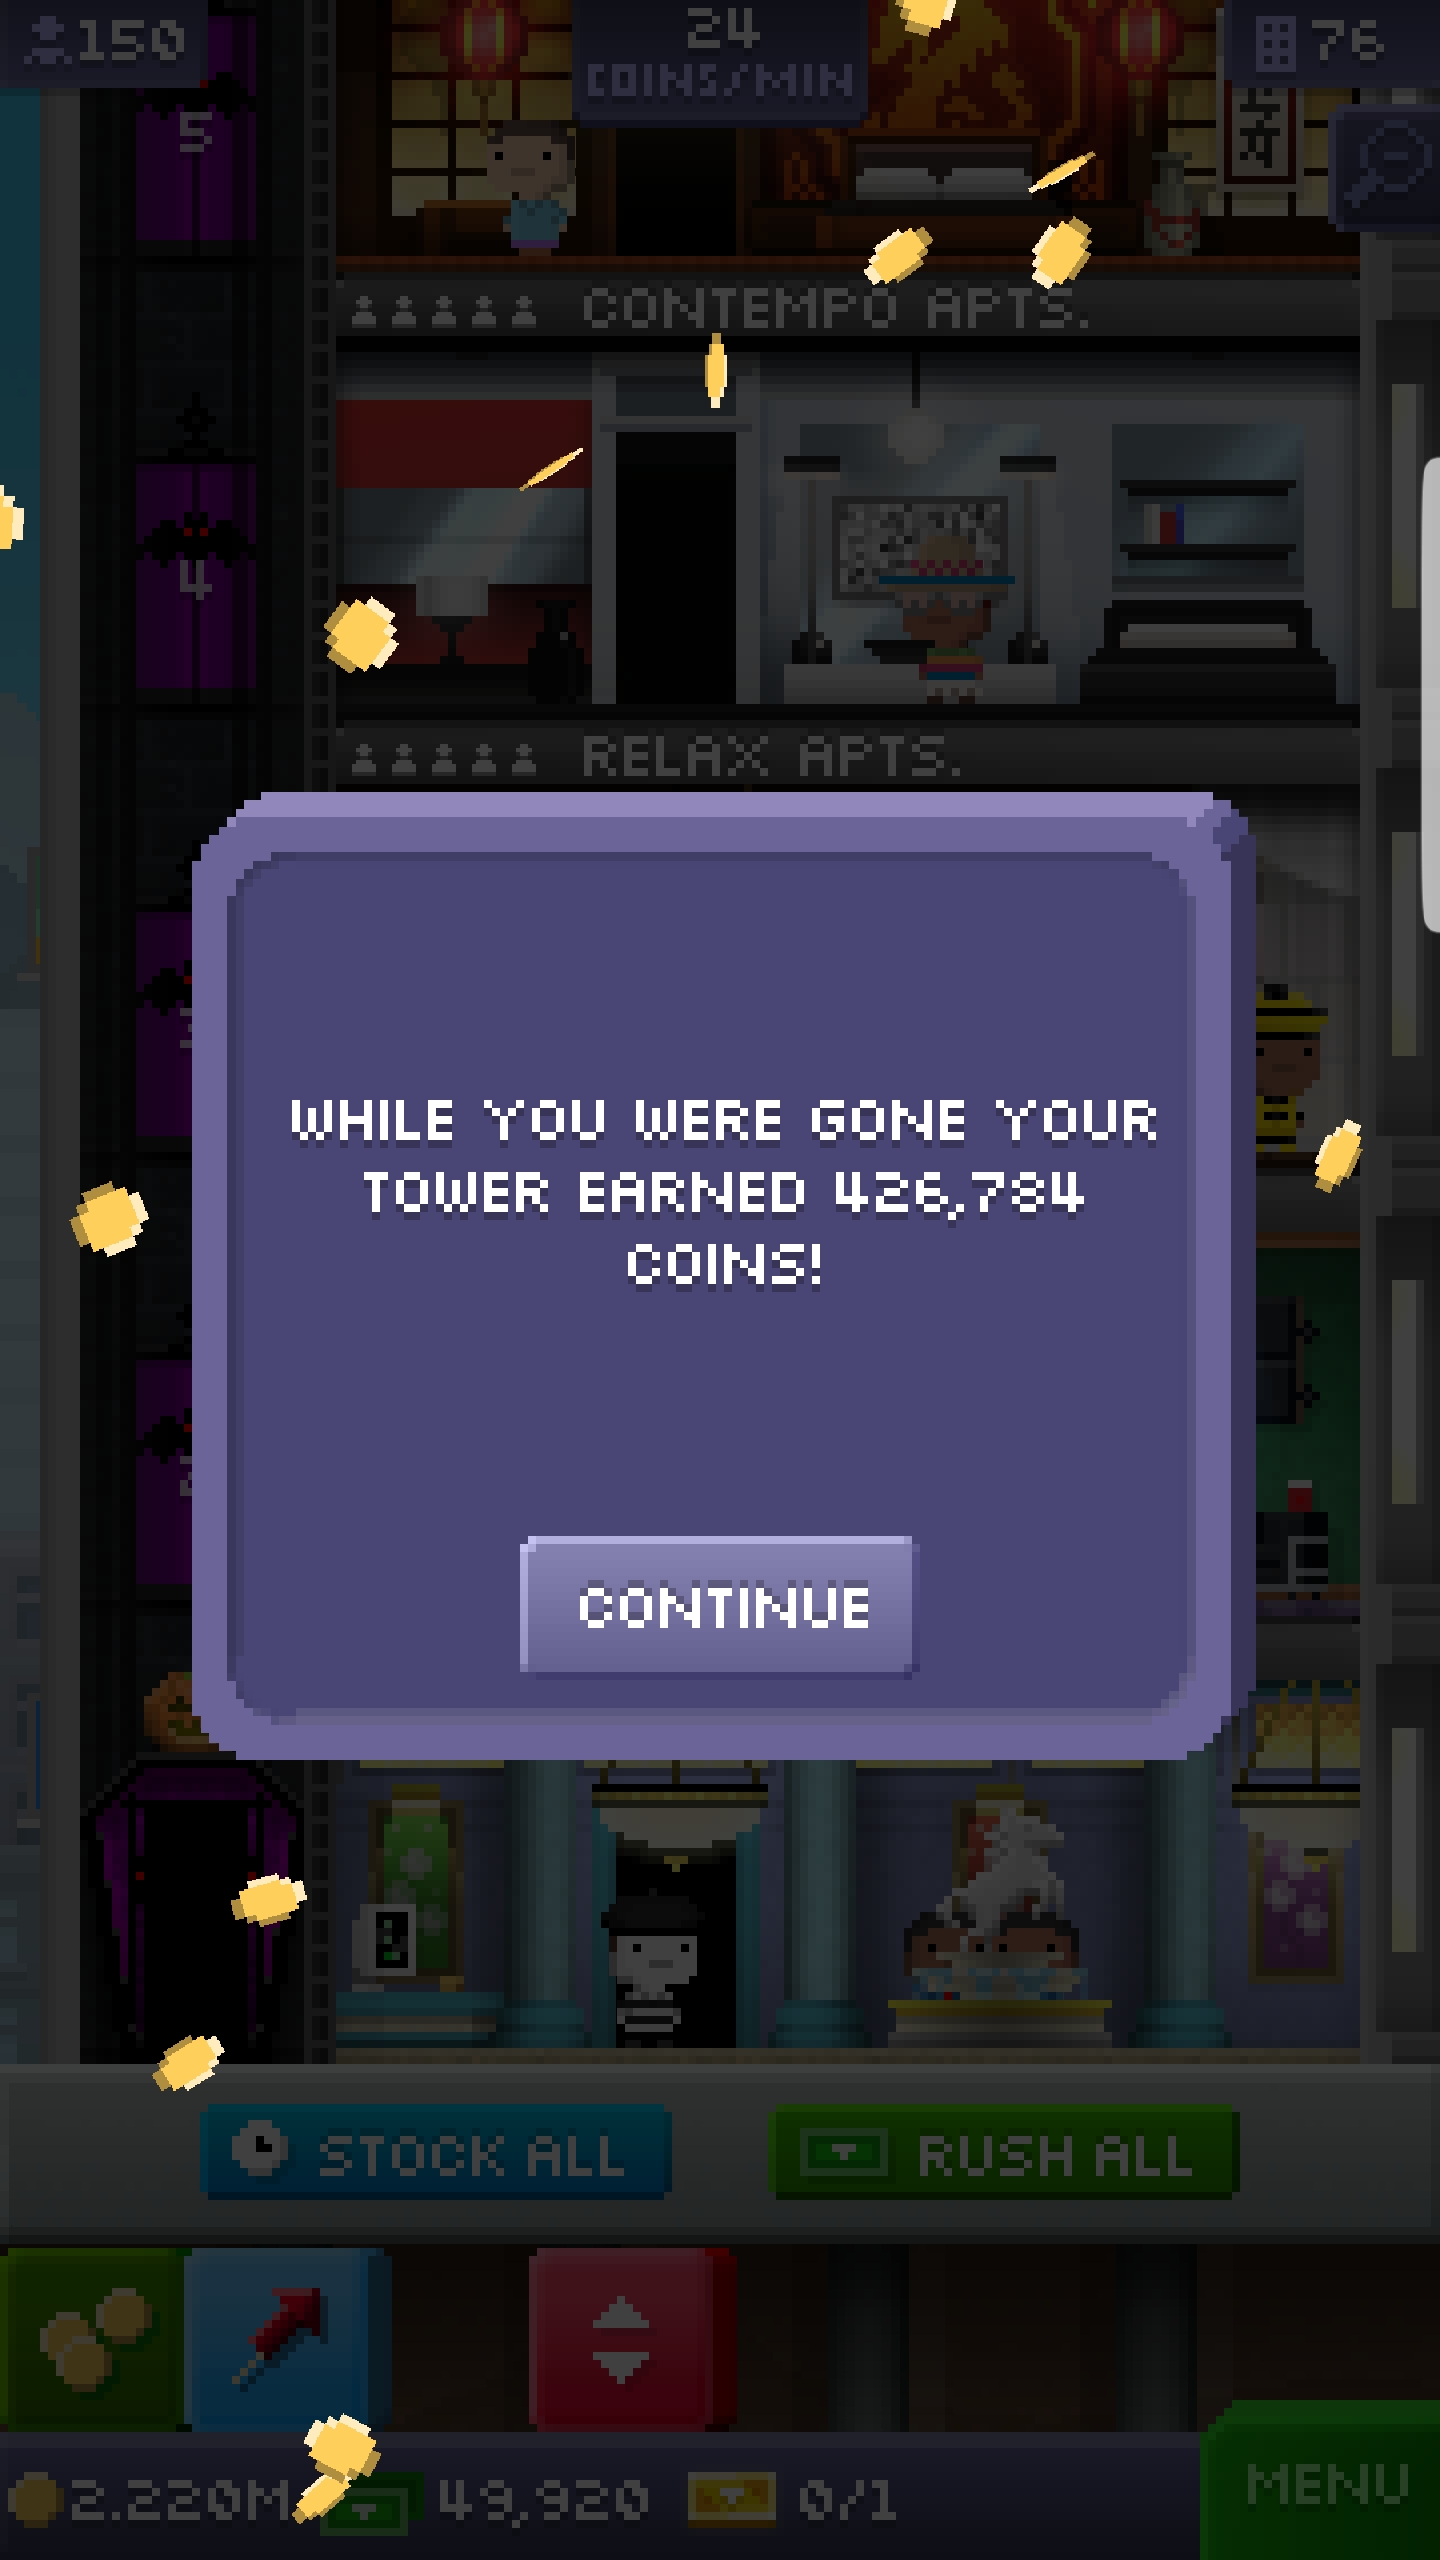 150
24
COINS/MIN
76
5
CONTEMPO APTS.
4
RELAX APTS.
WHILE YOU WERE GONE YOUR
TOWER EARNED 426,784
COINS!
CONTINUE
STOCK ALL
RUSH ALL
2.220M
49,920
0/1
MENU